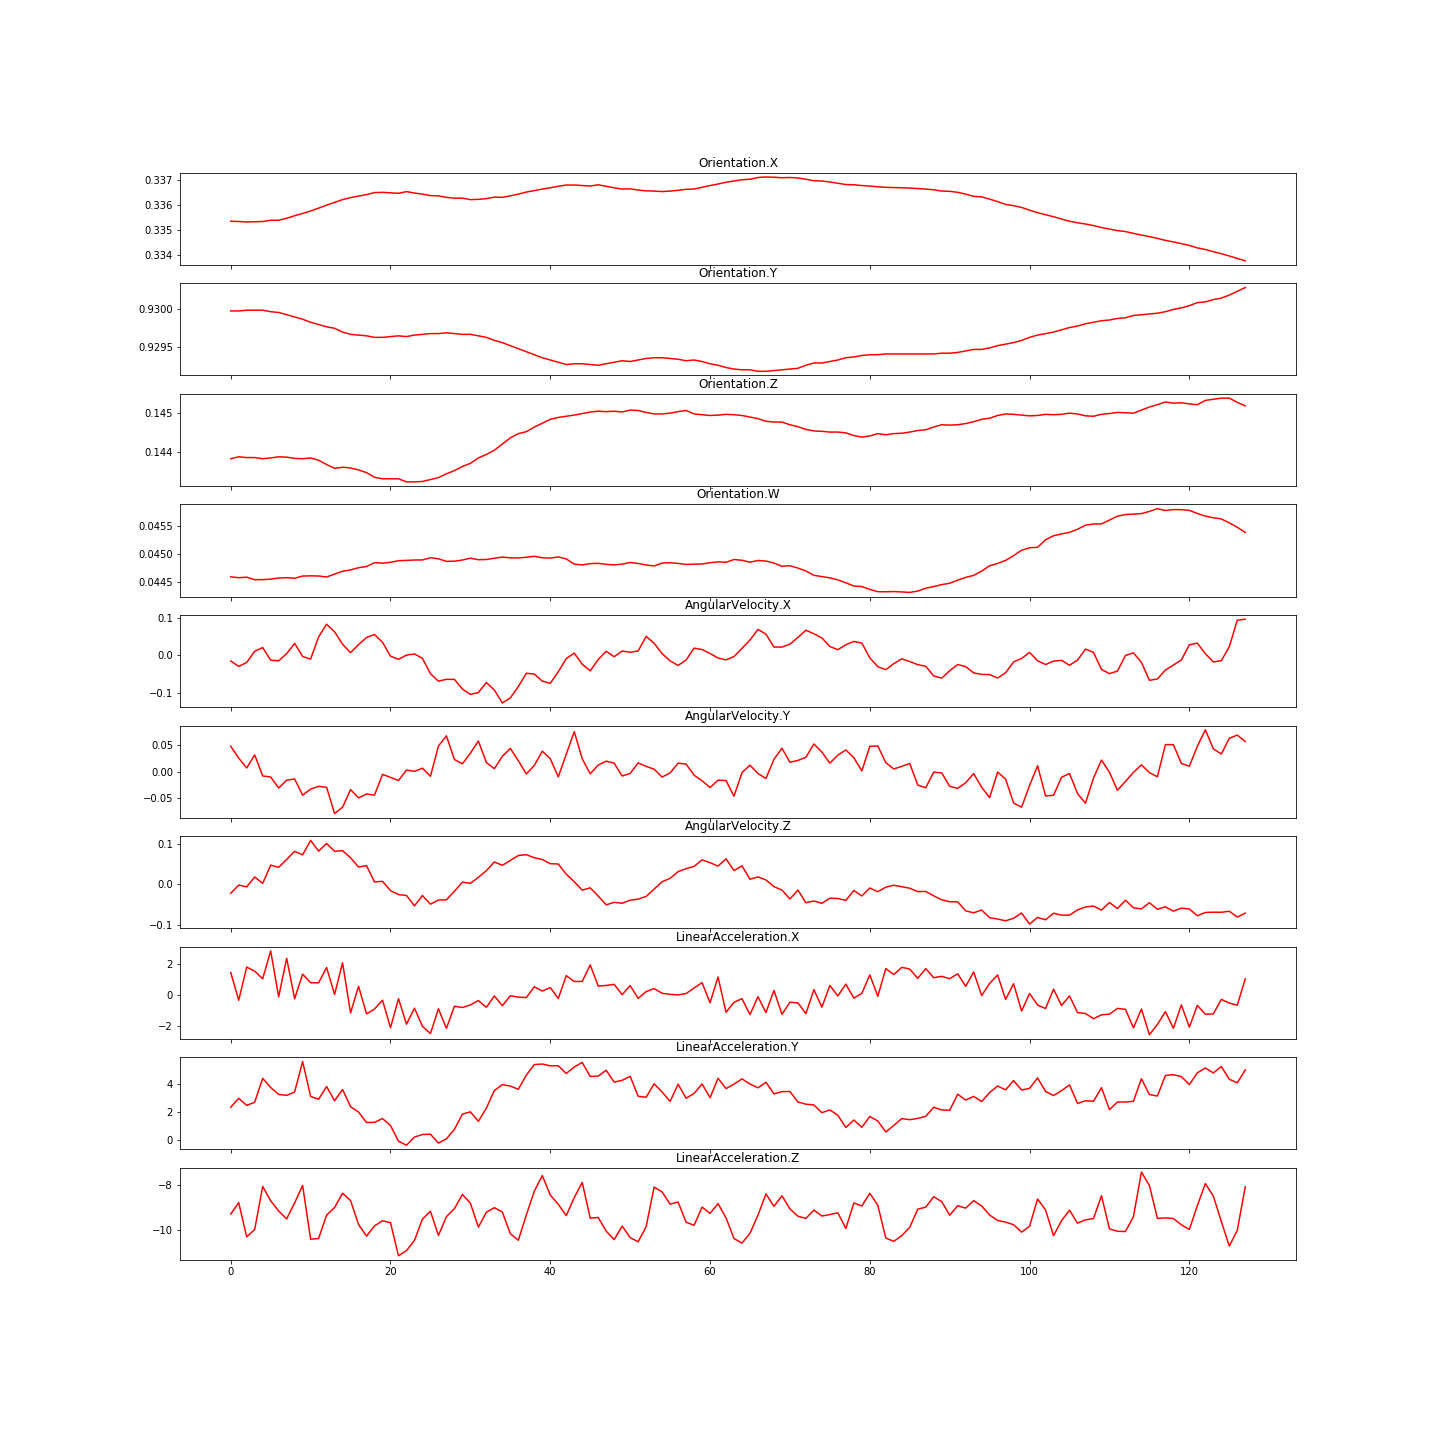 Orientation.X
0.337
0.336
0.335
0.334
Orientation.Y
0.9300
0.9295
Orientation.Z
0.145
0.144
Orientation.W
0.0455
0.0450
0.0445
AngularVelocity.X
0.1
0.0
−0.1
AngularVelocity.Y
0.05
0.00
−0.05
AngularVelocity.Z
0.1
0.0
−0.1
LinearAcceleration.X
2
0
−2
LinearAcceleration.Y
4
2
0
LinearAcceleration.Z
−8
−10
0 20 40 60 80 100 120